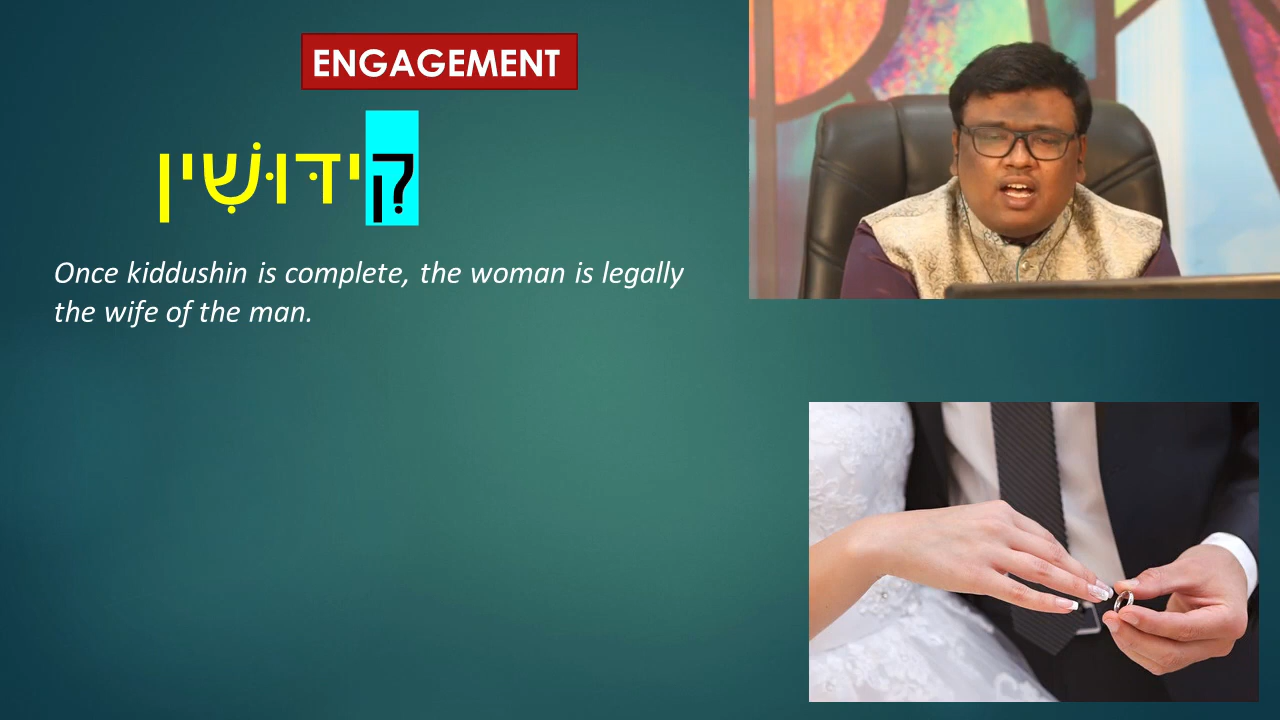 ENGAGEMENT
קִידּוּשִּׁין
Once kiddushin is complete, the woman is legally
the wife of the man.